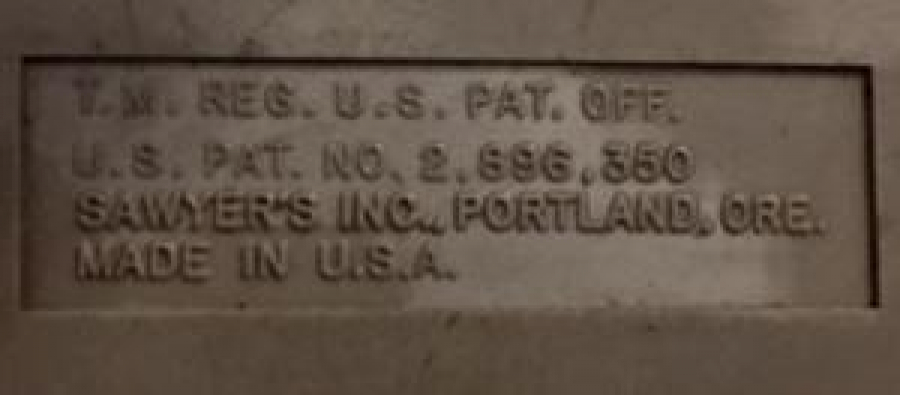 T.M. REG. U.S. PAT. OFF.
U.S. PAT. NO. 2,896,350
SAWYER'S INC., PORTLAND, ORE.
MADE IN U.S.A.